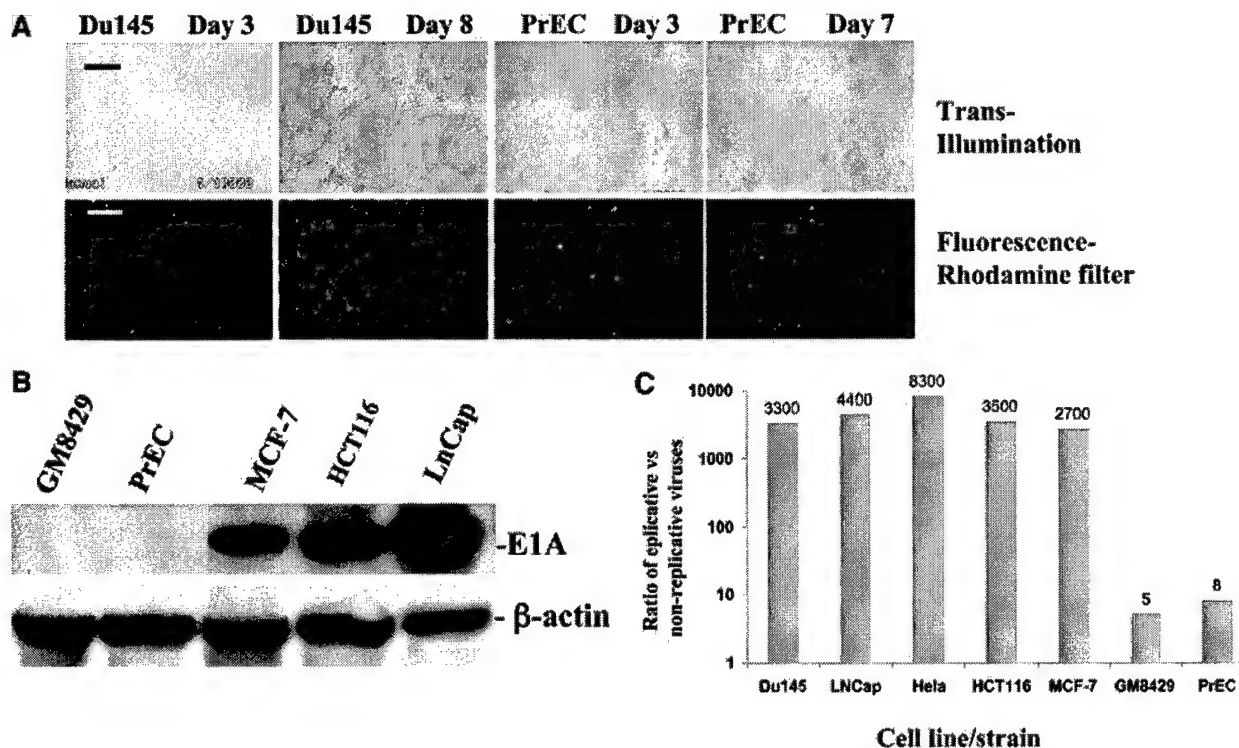 A
Du145 Day 3 Du145 Day 8 PrEC Day 3 PrEC Day 7
Trans-
Illumination
Fluorescence-
Rhodamine filter
B
GM8429
PrEC
MCF-7
HCT116
LnCap
-E1A
- β-actin
C
Ratio of eplicative vs
non-replicative viruses
10000
1000
100
10
1
3300
4400
8300
3500
2700
5
8
Du145 LNCap Hela HCT116 MCF-7 GM8429 PrEC
Cell line/strain